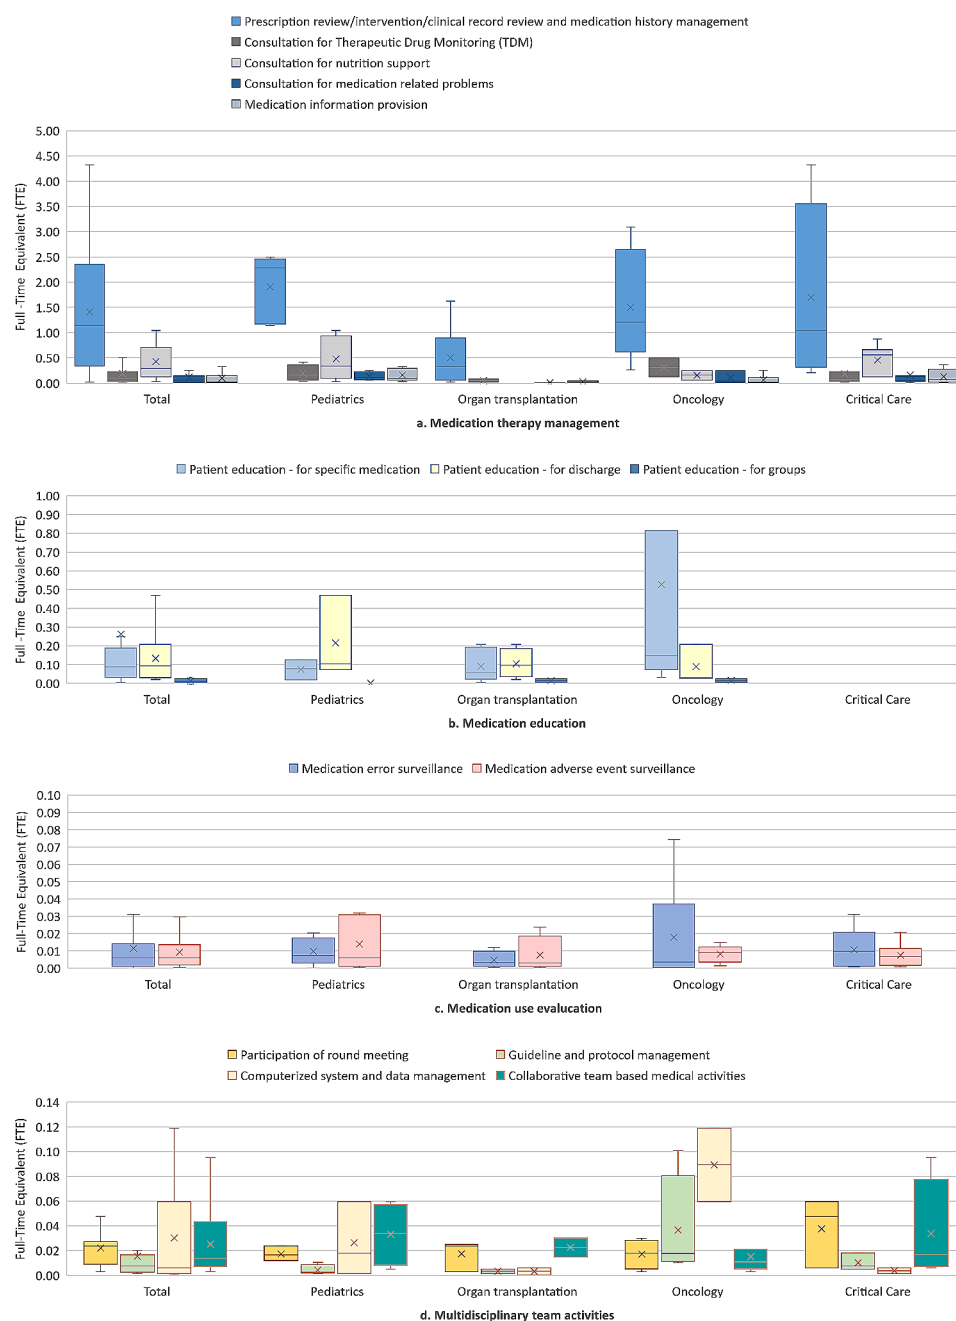 Prescription review/intervention/clinical record review and medication history management
Consultation for Therapeutic Drug Monitoring (TDM)
Consultation for nutrition support
Consultation for medication related problems
Medication information provision
Full -Time Equivalent (FTE)
5.00
4.50
4.00
3.50
3.00
2.50
2.00
1.50
1.00
0.50
0.00
Total Pediatrics Organ transplantation Oncology Critical Care
a. Medication therapy management
Patient education - for specific medication Patient education - for discharge Patient education - for groups
Full -Time Equivalent (FTE)
1.00
0.90
0.80
0.70
0.60
0.50
0.40
0.30
0.20
0.10
0.00
Total Pediatrics Organ transplantation Oncology Critical Care
b. Medication education
Medication error surveillance Medication adverse event surveillance
Full-Time Equivalent (FTE)
0.10
0.09
0.08
0.07
0.06
0.05
0.04
0.03
0.02
0.01
0.00
Total Pediatrics Organ transplantation Oncology Critical Care
c. Medication use evalucation
Participation of round meeting Guideline and protocol management
Computerized system and data management Collaborative team based medical activities
Full-Time Equivalent (FTE)
0.14
0.12
0.10
0.08
0.06
0.04
0.02
0.00
Total Pediatrics Organ transplantation Oncology Critical Care
d. Multidisciplinary team activities